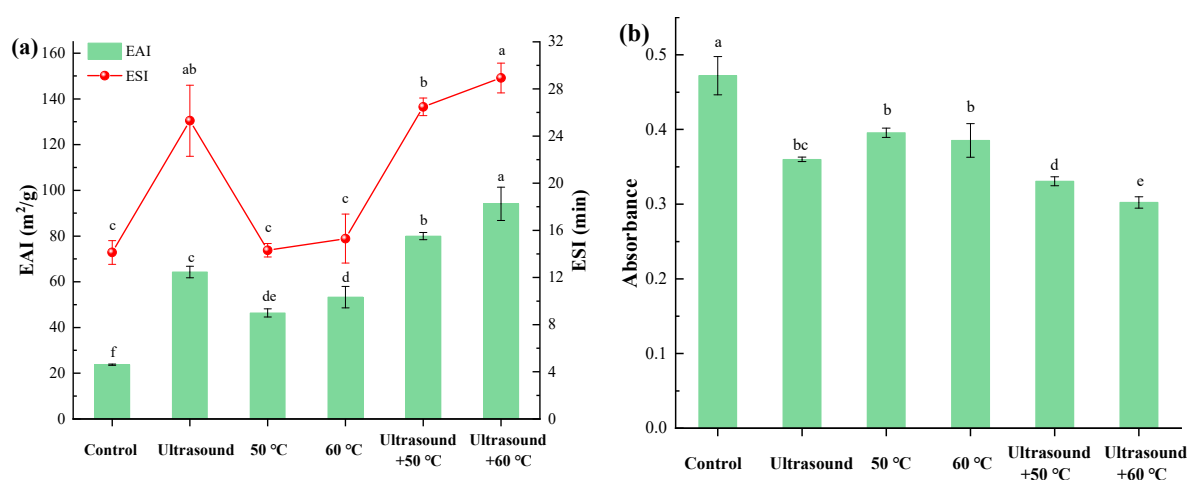 (a)
EAI
ESI
EAI (m²/g)
160
140
120
100
80
60
40
20
0
32
28
24
20
16
12
8
4
0
ESI (min)
c
ab
c
c
b
a
f
c
de
d
b
a
Control
Ultrasound
50 °C
60 °C
Ultrasound
+50 °C
Ultrasound
+60 °C
(b)
Absorbance
0.5
0.4
0.3
0.2
0.1
0.0
a
bc
b
b
d
e
Control
Ultrasound
50 °C
60 °C
Ultrasound
+50 °C
Ultrasound
+60 °C